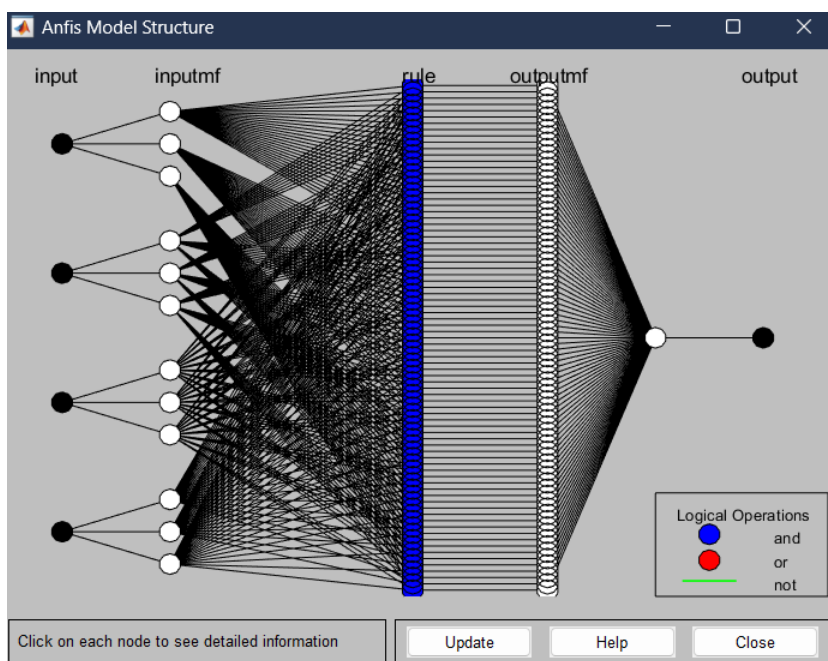 Anfis Model Structure
input inputmf rule outputmf output
Logical Operations
and
or
not
Click on each node to see detailed information
Update Help Close